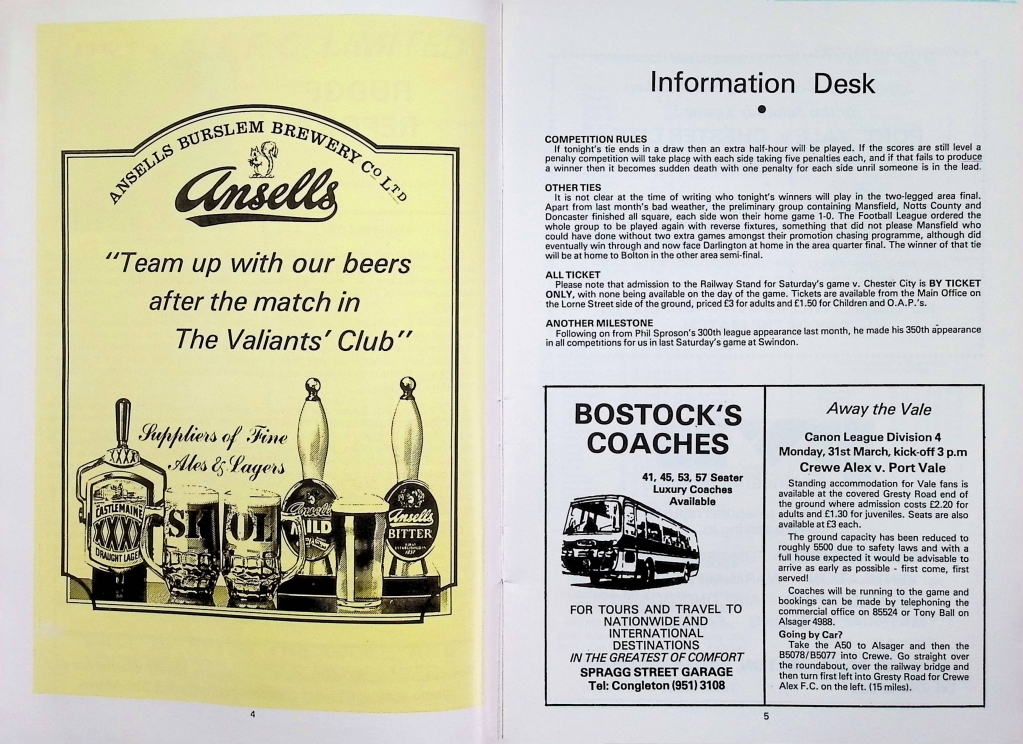 ANSELLS BURSLEM BREWERY Co LTD
Ansells
"Team up with our beers
after the match in
The Valiants' Club"
Suppliers of Fine
Ales & Lagers
CASTLEMAINE
XXXX
DRAUGHT LAGER
SK OL
Ansells
MILD
Ansells
BITTER
4
Information Desk
COMPETITION RULES
If tonight's tie ends in a draw then an extra half-hour will be played. If the scores are still level a
penalty competition will take place with each side taking five penalties each, and if that fails to produce
a winner then it becomes sudden death with one penalty for each side unril someone is in the lead.
OTHER TIES
It is not clear at the time of writing who tonight's winners will play in the two-legged area final.
Apart from last month's bad weather, the preliminary group containing Mansfield, Notts County and
Doncaster finished all square, each side won their home game 1-0. The Football League ordered the
whole group to be played again with reverse fixtures, something that did not please Mansfield who
could have done without two extra games amongst their promotion chasing programme, although did
eventually win through and now face Darlington at home in the area quarter final. The winner of that tie
will be at home to Bolton in the other area semi-final.
ALL TICKET
Please note that admission to the Railway Stand for Saturday's game v. Chester City is BY TICKET
ONLY, with none being available on the day of the game. Tickets are available from the Main Office on
the Lorne Street side of the ground, priced £3 for adults and £1.50 for Children and O.A.P.'s.
ANOTHER MILESTONE
Following on from Phil Sproson's 300th league appearance last month, he made his 350th appearance
in all competitions for us in last Saturday's game at Swindon.
BOSTOCK'S
COACHES
41, 45, 53, 57 Seater
Luxury Coaches
Available
FOR TOURS AND TRAVEL TO
NATIONWIDE AND
INTERNATIONAL
DESTINATIONS
IN THE GREATEST OF COMFORT
SPRAGG STREET GARAGE
Tel: Congleton (951) 3108
Away the Vale
Canon League Division 4
Monday, 31st March, kick-off 3 p.m
Crewe Alex v. Port Vale
Standing accommodation for Vale fans is
available at the covered Gresty Road end of
the ground where admission costs £2.20 for
adults and £1.30 for juveniles. Seats are also
available at £3 each.
The ground capacity has been reduced to
roughly 5500 due to safety laws and with a
full house expected it would be advisable to
arrive as early as possible - first come, first
served!
Coaches will be running to the game and
bookings can be made by telephoning the
commercial office on 85524 or Tony Ball on
Alsager 4988.
Going by Car?
Take the A50 to Alsager and then the
B5078/B5077 into Crewe. Go straight over
the roundabout, over the railway bridge and
then turn first left into Gresty Road for Crewe
Alex F.C. on the left. (15 miles).
5